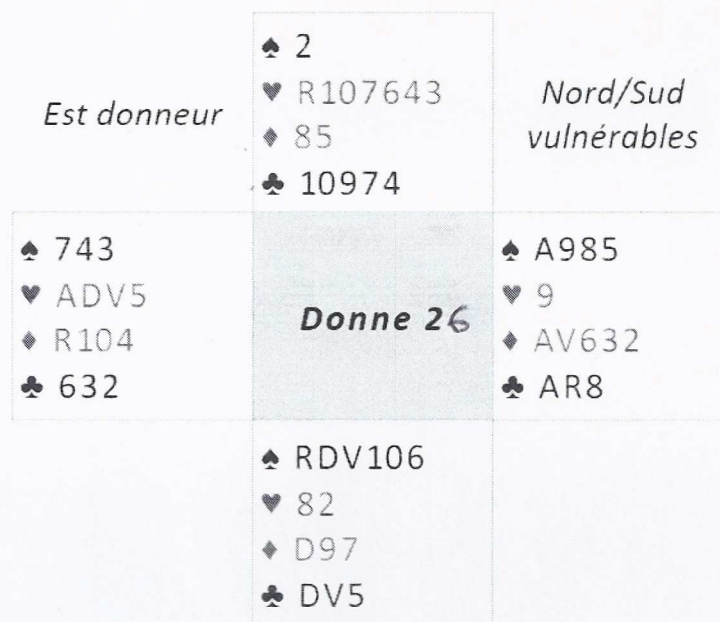 ♠ 2
Est donneur
♥ R107643
♦ 85
♣ 10974
Nord/Sud
vulnérables
♠ 743
♥ ADV5
♦ R104
♣ 632
Donne 26
♠ A985
♥ 9
♦ AV632
♣ AR8
♠ RDV106
♥ 82
♦ D97
♣ DV5